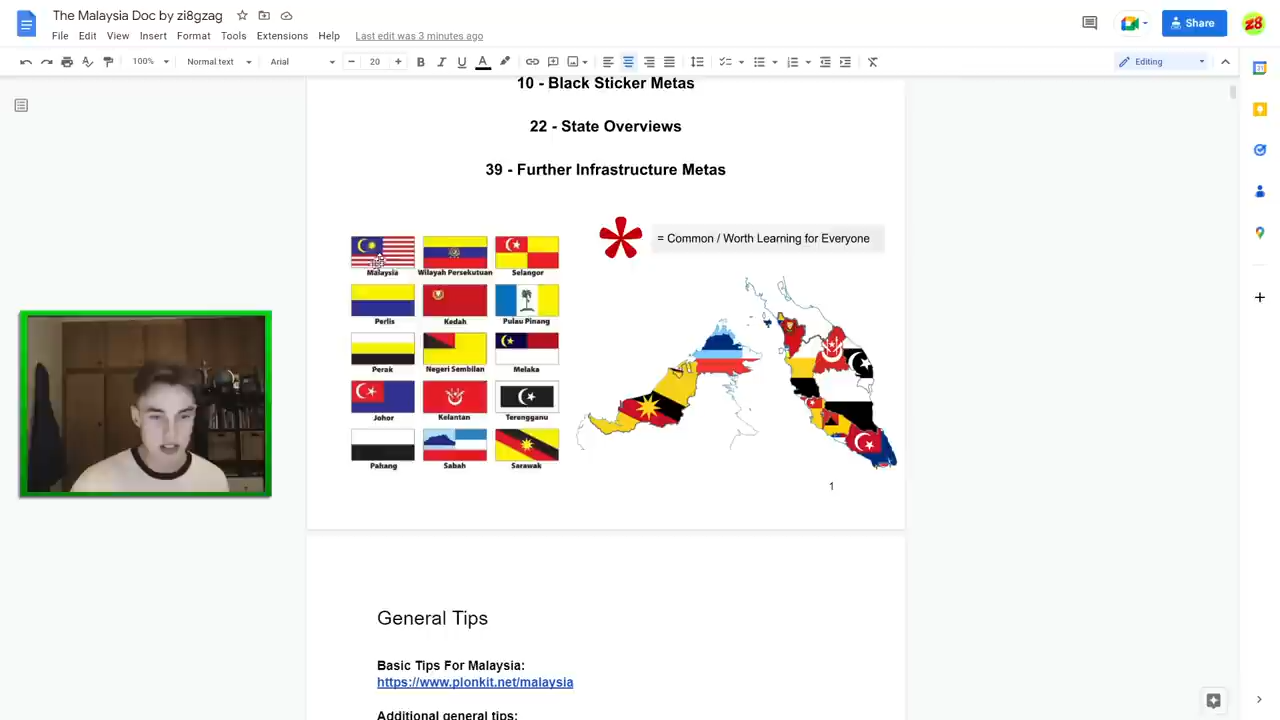 The Malaysia Doc by zi8gzag
File Edit View Insert Format Tools Extensions Help Last edit was 3 minutes ago
Share
Z8
100% Normal text Arial 20 Editing
10 - Black Sticker Metas
22 - State Overviews
39 - Further Infrastructure Metas
= Common / Worth Learning for Everyone
Malaysia Wilayah Persekutuan Selangor
Perlis Kedah Pulau Pinang
Perak Negeri Sembilan Melaka
Johor Kelantan Terengganu
Pahang Sabah Sarawak
1
General Tips
Basic Tips For Malaysia:
https://www.plonkit.net/malaysia
Additional general tips: